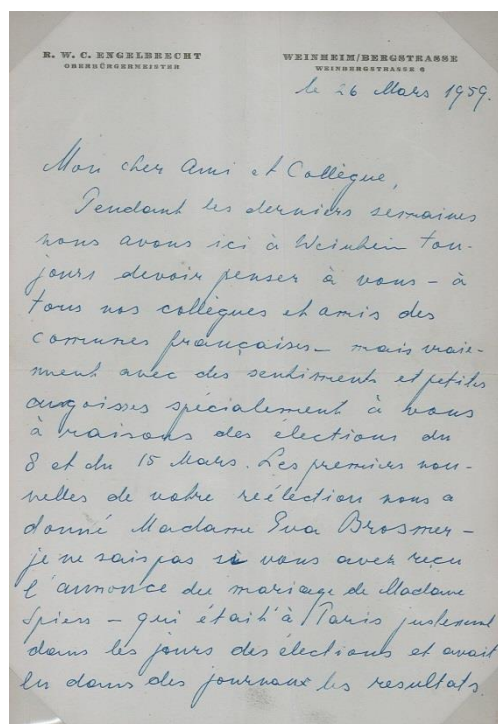 R. W. C. ENGELBRECHT
OBERBÜRGERMEISTER
WEINHEIM/BERGSTRASSE
WEINBERGSTRASSE 6
le 26 Mars 1959.
Mon cher Ami et Collègue,
Pendant les derniers semaines
nous avons ici à Weinheim tou-
jours devoir penser à vous – à
tous nos collègues et amis des
comunes françaises – mais vraie-
ment avec des sentiments et petites
angoisses spécialement à vous
à raisons des élections du
8 et du 15 Mars. Les premiers nou-
velles de votre reélection nous a
donné Madame Eva Brosmer –
je ne sais pas si vous avez reçu
l'annonce du mariage de Madame
Spiess – qui était à Paris justement
dans les jours des élections et avait
lu dans des journaux les resultats.